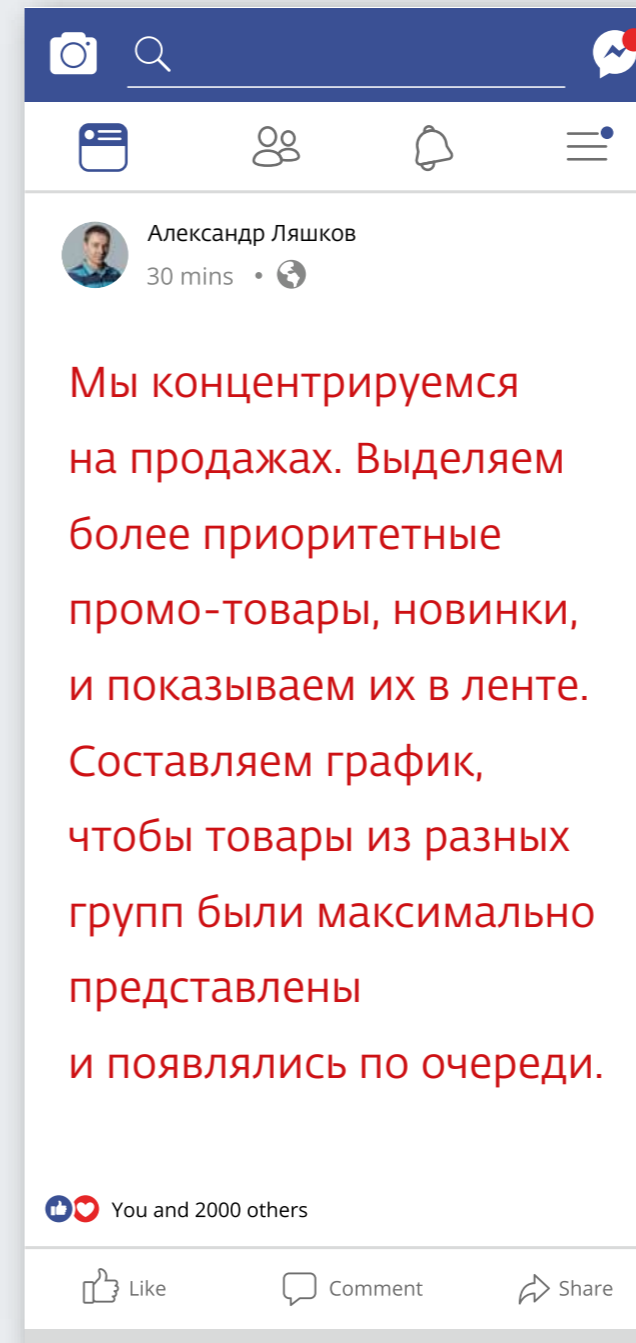 Александр Ляшков
30 mins •
Мы концентрируемся
на продажах. Выделяем
более приоритетные
промо-товары, новинки,
и показываем их в ленте.
Составляем график,
чтобы товары из разных
групп были максимально
представлены
и появлялись по очереди.
You and 2000 others
Like Comment Share